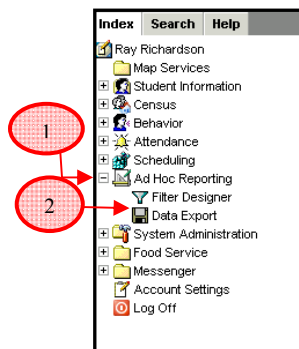 Index Search Help
Ray Richardson
Map Services
Student Information
Census
Behavior
1
Attendance
Scheduling
Ad Hoc Reporting
Filter Designer
2
Data Export
System Administration
Food Service
Messenger
Account Settings
Log Off